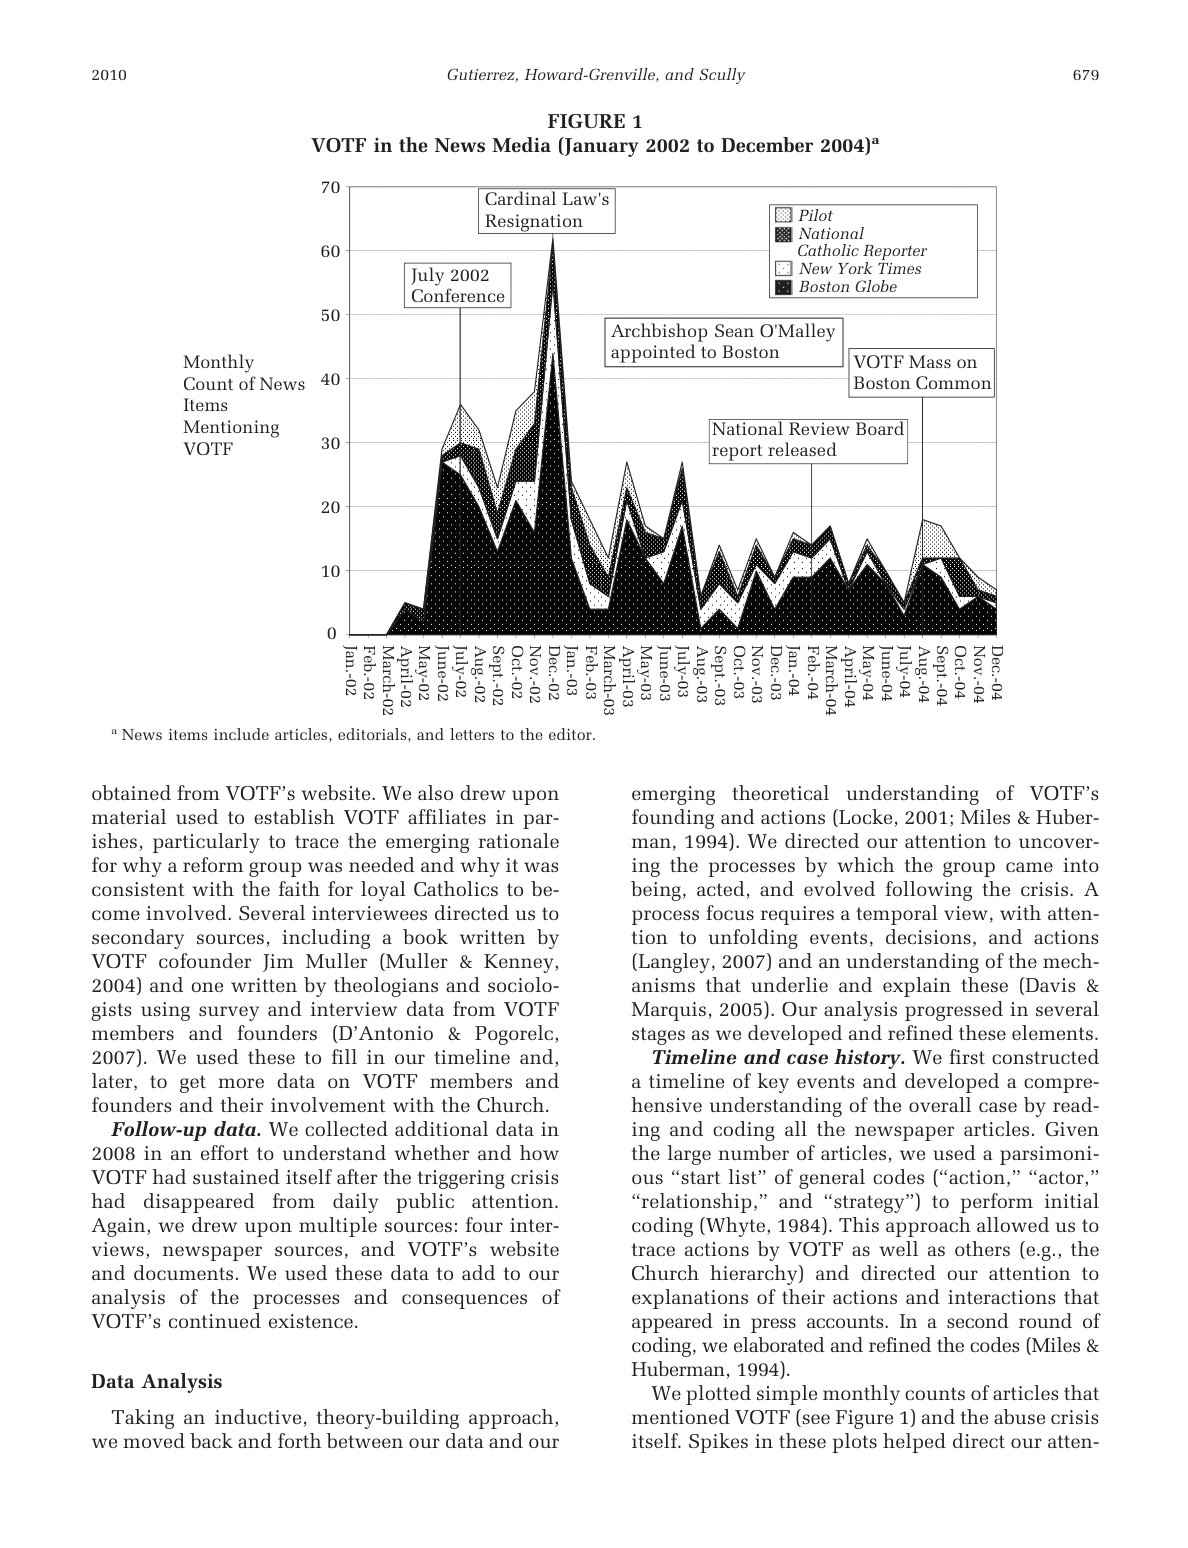 2010
Gutierrez, Howard-Grenville, and Scully
679
FIGURE 1
VOTF in the News Media (January 2002 to December 2004)a
Monthly
Count of News
Items
Mentioning
VOTF
70
60
50
40
30
20
10
0
Cardinal Law's
Resignation
July 2002
Conference
Pilot
National
Catholic Reporter
New York Times
Boston Globe
Archbishop Sean O'Malley
appointed to Boston
VOTF Mass on
Boston Common
National Review Board
report released
Jan.-02
Feb.-02
March-02
April-02
May-02
June-02
July-02
Aug.-02
Sept.-02
Oct.-02
Nov.-02
Dec.-02
Jan.-03
Feb.-03
March-03
April-03
May-03
June-03
July-03
Aug.-03
Sept.-03
Oct.-03
Nov.-03
Dec.-03
Jan.-04
Feb.-04
March-04
April-04
May-04
June-04
July-04
Aug.-04
Sept.-04
Oct.-04
Nov.-04
Dec.-04
a News items include articles, editorials, and letters to the editor.
obtained from VOTF’s website. We also drew upon
material used to establish VOTF affiliates in par-
ishes, particularly to trace the emerging rationale
for why a reform group was needed and why it was
consistent with the faith for loyal Catholics to be-
come involved. Several interviewees directed us to
secondary sources, including a book written by
VOTF cofounder Jim Muller (Muller & Kenney,
2004) and one written by theologians and sociolo-
gists using survey and interview data from VOTF
members and founders (D’Antonio & Pogorelc,
2007). We used these to fill in our timeline and,
later, to get more data on VOTF members and
founders and their involvement with the Church.
Follow-up data. We collected additional data in
2008 in an effort to understand whether and how
VOTF had sustained itself after the triggering crisis
had disappeared from daily public attention.
Again, we drew upon multiple sources: four inter-
views, newspaper sources, and VOTF’s website
and documents. We used these data to add to our
analysis of the processes and consequences of
VOTF’s continued existence.
Data Analysis
Taking an inductive, theory-building approach,
we moved back and forth between our data and our
emerging theoretical understanding of VOTF’s
founding and actions (Locke, 2001; Miles & Huber-
man, 1994). We directed our attention to uncover-
ing the processes by which the group came into
being, acted, and evolved following the crisis. A
process focus requires a temporal view, with atten-
tion to unfolding events, decisions, and actions
(Langley, 2007) and an understanding of the mech-
anisms that underlie and explain these (Davis &
Marquis, 2005). Our analysis progressed in several
stages as we developed and refined these elements.
Timeline and case history. We first constructed
a timeline of key events and developed a compre-
hensive understanding of the overall case by read-
ing and coding all the newspaper articles. Given
the large number of articles, we used a parsimoni-
ous “start list” of general codes (“action,” “actor,”
“relationship,” and “strategy”) to perform initial
coding (Whyte, 1984). This approach allowed us to
trace actions by VOTF as well as others (e.g., the
Church hierarchy) and directed our attention to
explanations of their actions and interactions that
appeared in press accounts. In a second round of
coding, we elaborated and refined the codes (Miles &
Huberman, 1994).
We plotted simple monthly counts of articles that
mentioned VOTF (see Figure 1) and the abuse crisis
itself. Spikes in these plots helped direct our atten-